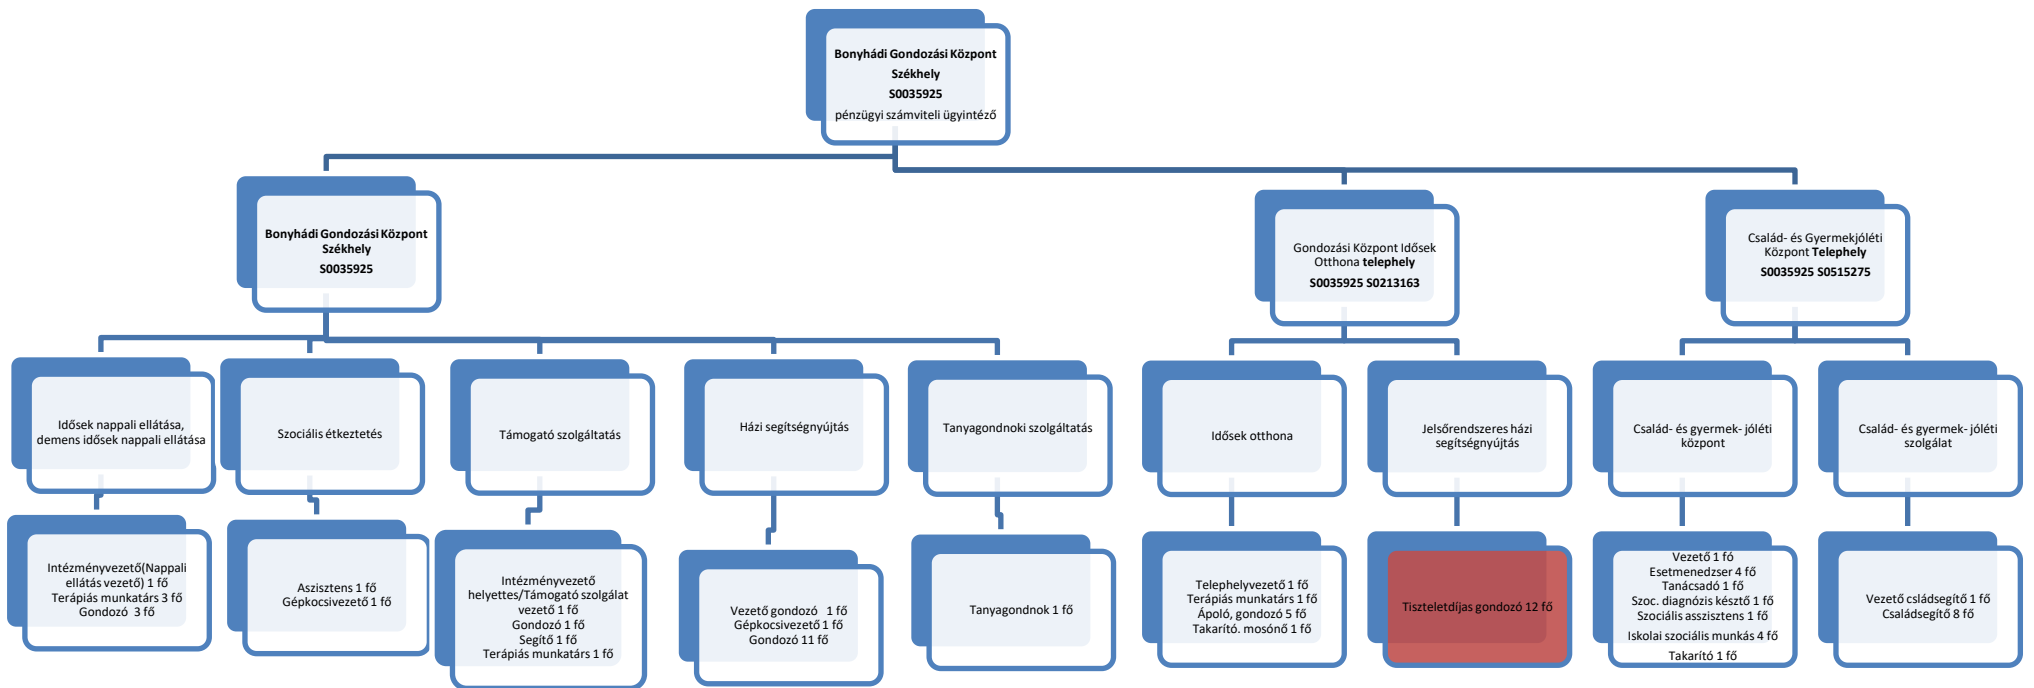 Bonyhádi Gondozási Központ
Székhely
S0035925
pénzügyi számviteli ügyintéző
Bonyhádi Gondozási Központ
Székhely
S0035925
Gondozási Központ Idősek
Otthona telephely
S0035925 S0213163
Család- és Gyermekjóléti
Központ Telephely
S0035925 S0515275
Idősek nappali ellátása,
demens idősek nappali ellátása
Szociális étkeztetés
Támogató szolgáltatás
Házi segítségnyújtás
Tanyagondnoki szolgáltatás
Idősek otthona
Jelsőrendszeres házi
segítségnyújtás
Család- és gyermek- jóléti
központ
Család- és gyermek- jóléti
szolgálat
Intézményvezető(Nappali
ellátás vezető) 1 fő
Terápiás munkatárs 3 fő
Gondozó 3 fő
Aszisztens 1 fő
Gépkocsivezető 1 fő
Intézményvezető
helyettes/Támogató szolgálat
vezető 1 fő
Gondozó 1 fő
Segítő 1 fő
Terápiás munkatárs 1 fő
Vezető gondozó 1 fő
Gépkocsivezető 1 fő
Gondozó 11 fő
Tanyagondnok 1 fő
Telephelyvezető 1 fő
Terápiás munkatárs 1 fő
Ápoló, gondozó 5 fő
Takarító. mosónő 1 fő
Tiszteletdíjas gondozó 12 fő
Vezető 1 fó
Esetmenedzser 4 fő
Tanácsadó 1 fő
Szoc. diagnózis késztő 1 fő
Szociális asszisztens 1 fő
Iskolai szociális munkás 4 fő
Takarító 1 fő
Vezető csládsegítő 1 fő
Családsegítő 8 fő